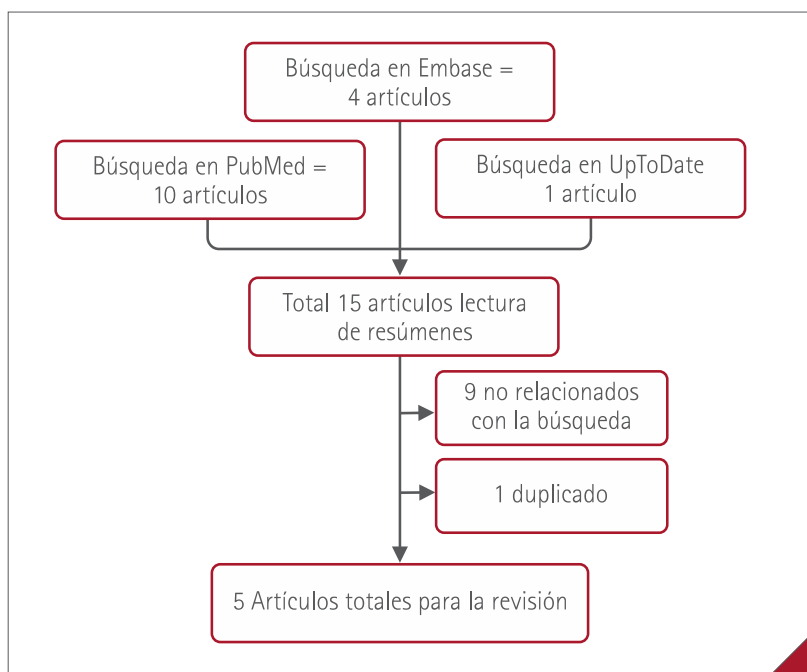 Búsqueda en Embase =
4 artículos
Búsqueda en PubMed =
10 artículos
Búsqueda en UpToDate
1 artículo
Total 15 artículos lectura
de resúmenes
9 no relacionados
con la búsqueda
1 duplicado
5 Artículos totales para la revisión